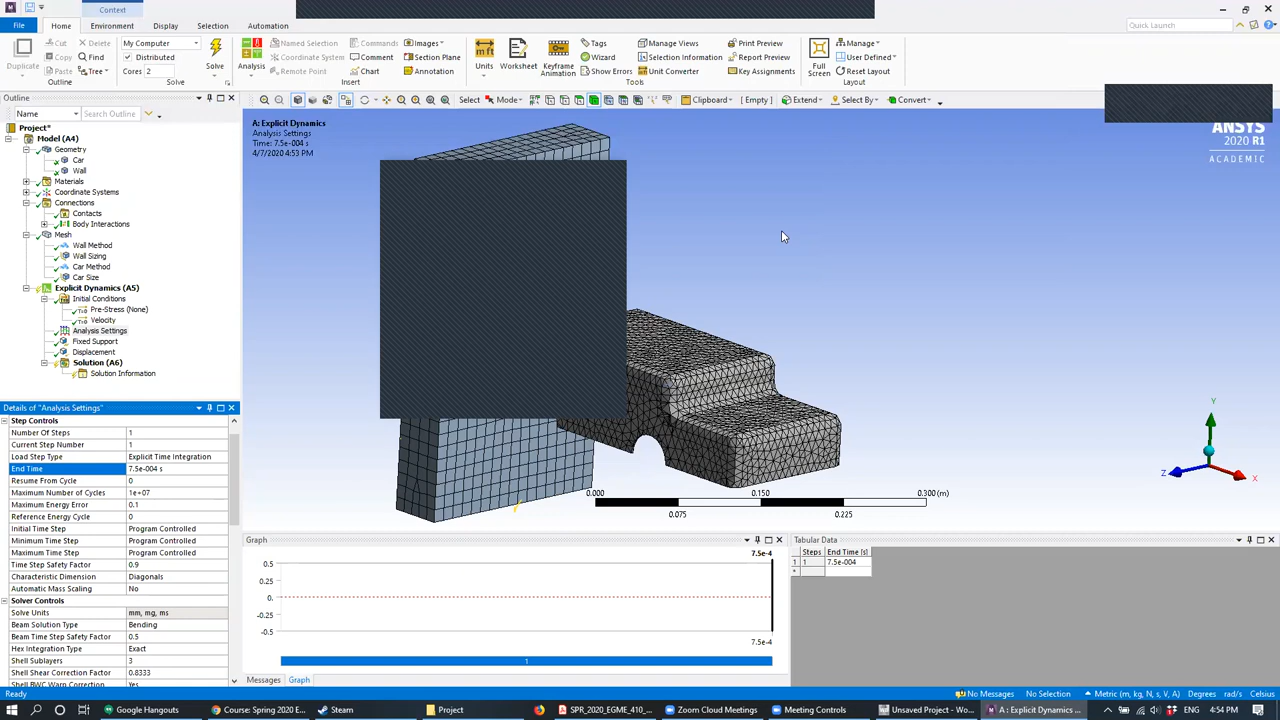 Context
File
Home
Environment
Display
Selection
Automation
Quick Launch
Duplicate
Cut
Delete
Copy
Find
Paste
Tree
Outline
My Computer
Distributed
Cores 2
Solve
Solve
Analysis
Named Selection
Coordinate System
Remote Point
Commands
Comment
Chart
Images
Section Plane
Annotation
Insert
Units
Worksheet
Keyframe
Animation
Tags
Wizard
Show Errors
Manage Views
Selection Information
Unit Converter
Print Preview
Report Preview
Key Assignments
Tools
Full
Screen
Manage
User Defined
Reset Layout
Layout
Select
Mode
Clipboard
[ Empty ]
Extend
Select By
Convert
Outline
Name
Search Outline
Project*
Model (A4)
Geometry
Car
Wall
Materials
Coordinate Systems
Connections
Contacts
Body Interactions
Mesh
Wall Method
Wall Sizing
Car Method
Car Size
Explicit Dynamics (A5)
Initial Conditions
Pre-Stress (None)
Velocity
Analysis Settings
Fixed Support
Displacement
Solution (A6)
Solution Information
Details of "Analysis Settings"
Step Controls
Number Of Steps 1
Current Step Number 1
Load Step Type Explicit Time Integration
End Time 7.5e-004 s
Resume From Cycle 0
Maximum Number of Cycles 1e+07
Maximum Energy Error 0.1
Reference Energy Cycle 0
Initial Time Step Program Controlled
Minimum Time Step Program Controlled
Maximum Time Step Program Controlled
Time Step Safety Factor 0.9
Characteristic Dimension Diagonals
Automatic Mass Scaling No
Solver Controls
Solve Units mm, mg, ms
Beam Solution Type Bending
Beam Time Step Safety Factor 0.5
Hex Integration Type Exact
Shell Sublayers 3
Shell Shear Correction Factor 0.8333
Shell BWC Warp Correction Yes
A: Explicit Dynamics
Analysis Settings
Time: 7.5e-004 s
4/7/2020 4:53 PM
ANSYS
2020 R1
ACADEMIC
0.000
0.150
0.300 (m)
0.075
0.225
Y
Z
X
Graph
7.5e-4
0.5
0.25
0.
-0.25
-0.5
7.5e-4
1
Messages
Graph
Tabular Data
Steps End Time [s]
1 1 7.5e-004
*
Ready
No Messages
No Selection
Metric (m, kg, N, s, V, A)
Degrees
rad/s
Celsius
Google Hangouts
Course: Spring 2020 E...
Steam
Project
SPR_2020_EGME_410_...
Zoom Cloud Meetings
Meeting Controls
Unsaved Project - Wo...
A : Explicit Dynamics ...
ENG
4:54 PM